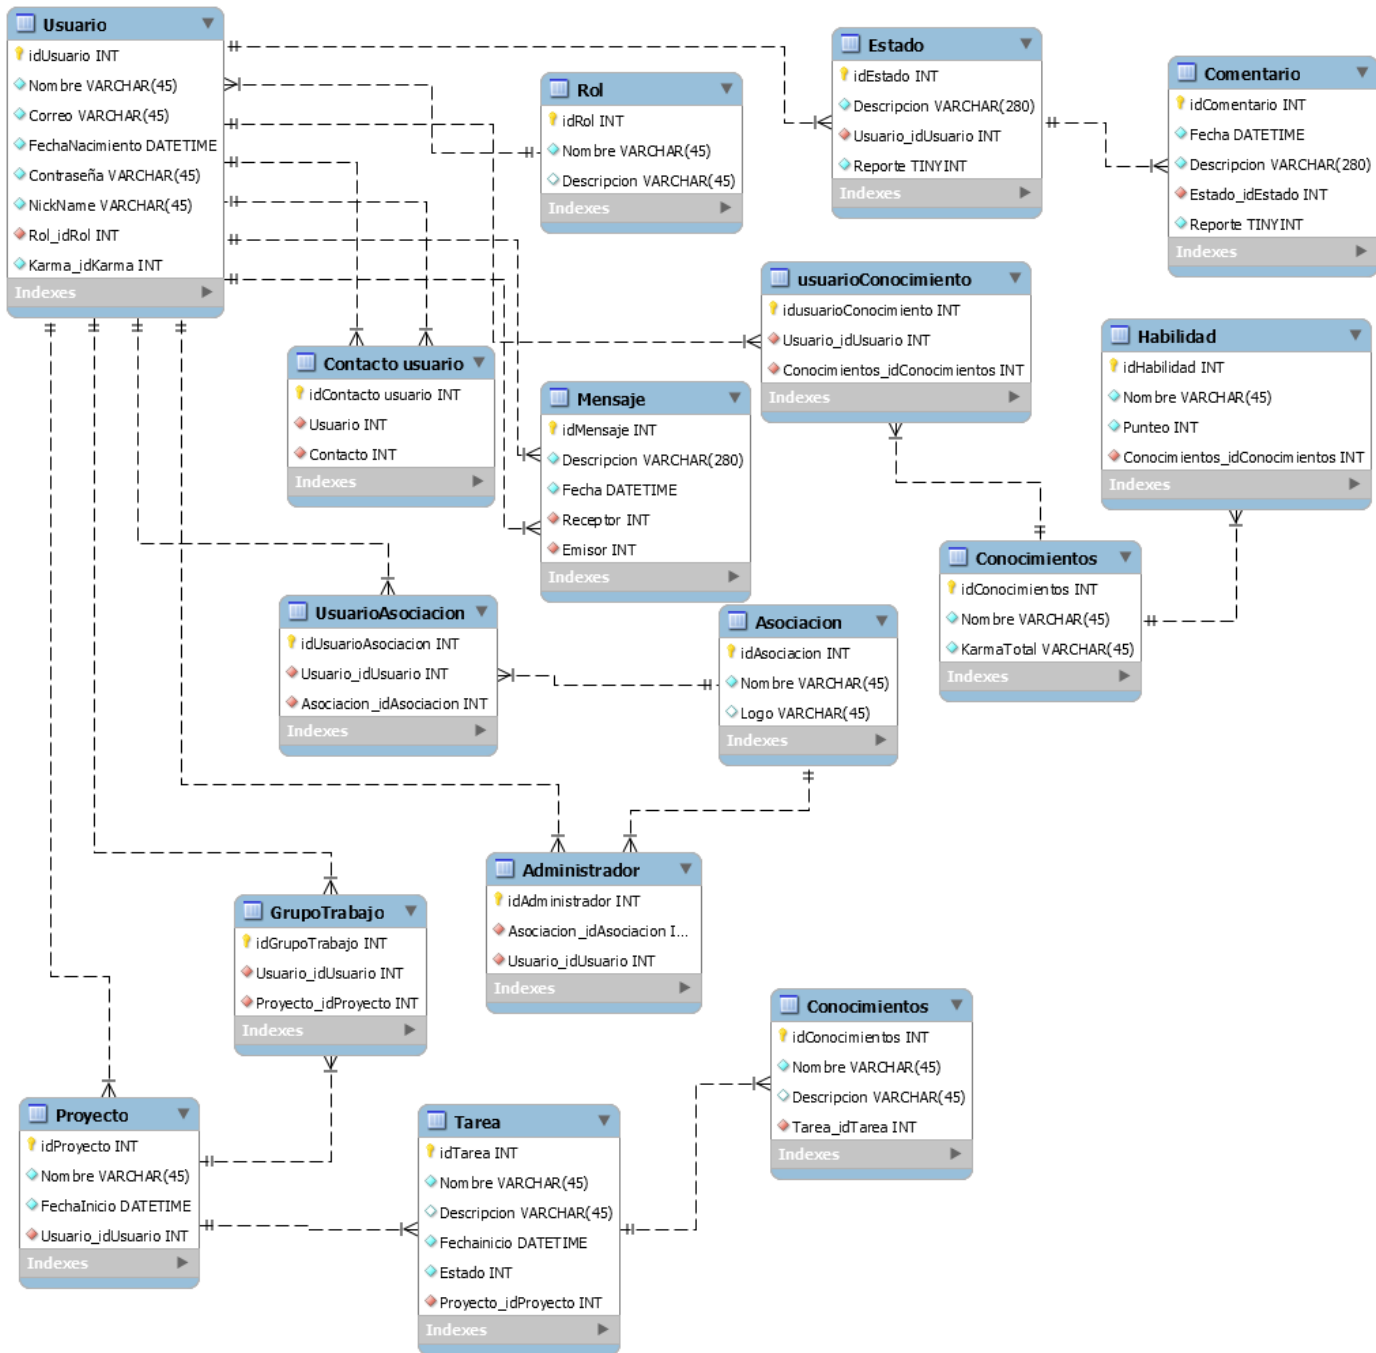 Usuario
idUsuario INT
Nombre VARCHAR(45)
Correo VARCHAR(45)
FechaNacimiento DATETIME
Contraseña VARCHAR(45)
NickName VARCHAR(45)
Rol_idRol INT
Karma_idKarma INT
Indexes
Rol
idRol INT
Nombre VARCHAR(45)
Descripcion VARCHAR(45)
Indexes
Estado
idEstado INT
Descripcion VARCHAR(280)
Usuario_idUsuario INT
Reporte TINYINT
Indexes
Comentario
idComentario INT
Fecha DATETIME
Descripcion VARCHAR(280)
Estado_idEstado INT
Reporte TINYINT
Indexes
usuarioConocimiento
idusuarioConocimiento INT
Usuario_idUsuario INT
Conocimientos_idConocimientos INT
Indexes
Habilidad
idHabilidad INT
Nombre VARCHAR(45)
Punteo INT
Conocimientos_idConocimientos INT
Indexes
Contacto usuario
idContacto usuario INT
Usuario INT
Contacto INT
Indexes
Mensaje
idMensaje INT
Descripcion VARCHAR(280)
Fecha DATETIME
Receptor INT
Emisor INT
Indexes
Conocimientos
idConocimientos INT
Nombre VARCHAR(45)
KarmaTotal VARCHAR(45)
Indexes
UsuarioAsociacion
idUsuarioAsociacion INT
Usuario_idUsuario INT
Asociacion_idAsociacion INT
Indexes
Asociacion
idAsociacion INT
Nombre VARCHAR(45)
Logo VARCHAR(45)
Indexes
Administrador
idAdministrador INT
Asociacion_idAsociacion I...
Usuario_idUsuario INT
Indexes
GrupoTrabajo
idGrupoTrabajo INT
Usuario_idUsuario INT
Proyecto_idProyecto INT
Indexes
Conocimientos
idConocimientos INT
Nombre VARCHAR(45)
Descripcion VARCHAR(45)
Tarea_idTarea INT
Indexes
Proyecto
idProyecto INT
Nombre VARCHAR(45)
FechaInicio DATETIME
Usuario_idUsuario INT
Indexes
Tarea
idTarea INT
Nombre VARCHAR(45)
Descripcion VARCHAR(45)
Fechainicio DATETIME
Estado INT
Proyecto_idProyecto INT
Indexes